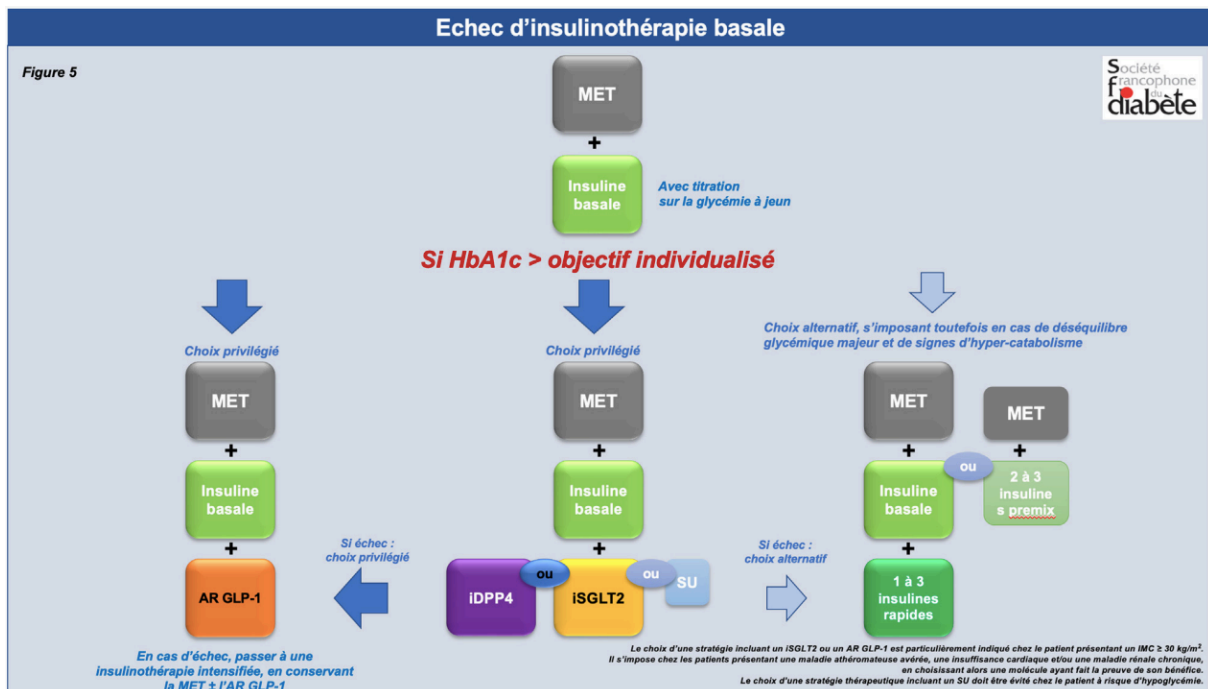 Echec d’insulinothérapie basale
Figure 5
Société
francophone
du
diabète
MET
+
Insuline
basale
Avec titration
sur la glycémie à jeun
Si HbA1c > objectif individualisé
Choix privilégié
MET
+
Insuline
basale
+
AR GLP-1
En cas d’échec, passer à une
insulinothérapie intensifiée, en conservant
la MET ± l’AR GLP-1
Si échec :
choix privilégié
Choix privilégié
MET
+
Insuline
basale
+
iDPP4
ou
iSGLT2
ou
SU
Si échec :
choix alternatif
Choix alternatif, s’imposant toutefois en cas de déséquilibre
glycémique majeur et de signes d’hyper-catabolisme
MET
+
Insuline
basale
+
1 à 3
insulines
rapides
ou
MET
+
2 à 3
insuline
s premix
Le choix d’une stratégie incluant un iSGLT2 ou un AR GLP-1 est particulièrement indiqué chez le patient présentant un IMC ≥ 30 kg/m².
Il s’impose chez les patients présentant une maladie athéromateuse avérée, une insuffisance cardiaque et/ou une maladie rénale chronique,
en choisissant alors une molécule ayant fait la preuve de son bénéfice.
Le choix d’une stratégie thérapeutique incluant un SU doit être évité chez le patient à risque d’hypoglycémie.